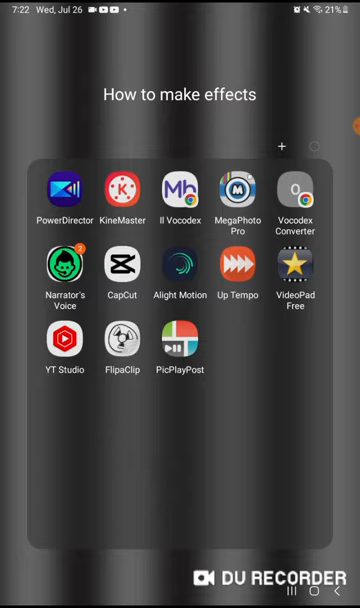 7:22 Wed, Jul 26 21%
How to make effects
PowerDirector KineMaster Il Vocodex MegaPhoto Pro Vocodex Converter
Narrator's Voice CapCut Alight Motion Up Tempo VideoPad Free
YT Studio FlipaClip PicPlayPost
DU RECORDER